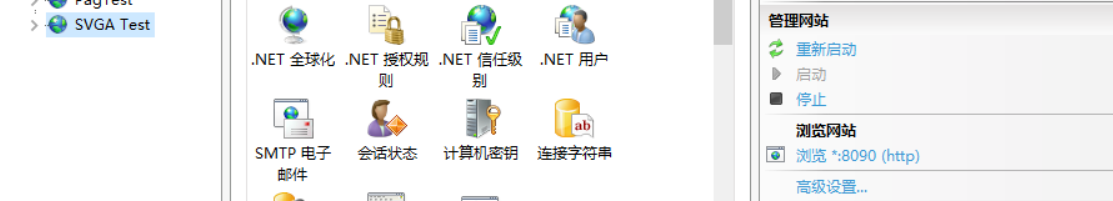 PagTest
SVGA Test
.NET 全球化
.NET 授权规
则
.NET 信任级
别
.NET 用户
SMTP 电子
邮件
会话状态
计算机密钥
连接字符串
管理网站
重新启动
启动
停止
浏览网站
浏览 *:8090 (http)
高级设置...